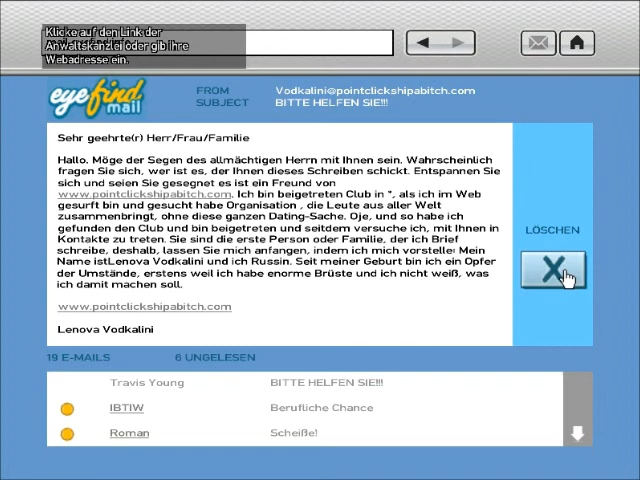 Klicke auf den Link der
Anwaltskanzlei oder gib ihre
Webadresse ein.
eyefind
mail
FROM Vodkalini@pointclickshipabitch.com
SUBJECT BITTE HELFEN SIE!!!
Sehr geehrte(r) Herr/Frau/Familie
Hallo. Möge der Segen des allmächtigen Herrn mit Ihnen sein. Wahrscheinlich
fragen Sie sich, wer ist es, der Ihnen dieses Schreiben schickt. Entspannen Sie
sich und seien Sie gesegnet es ist ein Freund von
www.pointclickshipabitch.com. Ich bin beigetreten Club in ", als ich im Web
gesurft bin und gesucht habe Organisation , die Leute aus aller Welt
zusammenbringt, ohne diese ganzen Dating-Sache. Oje, und so habe ich
gefunden den Club und bin beigetreten und seitdem versuche ich, mit Ihnen in
Kontakte zu treten. Sie sind die erste Person oder Familie, der ich Brief
schreibe, deshalb, lassen Sie mich anfangen, indem ich mich vorstelle: Mein
Name istLenova Vodkalini und ich Russin. Seit meiner Geburt bin ich ein Opfer
der Umstände, erstens weil ich habe enorme Brüste und ich nicht weiß, was
ich damit machen soll.
www.pointclickshipabitch.com
Lenova Vodkalini
LÖSCHEN
19 E-MAILS 6 UNGELESEN
Travis Young BITTE HELFEN SIE!!!
IBTIW Berufliche Chance
Roman Scheiße!